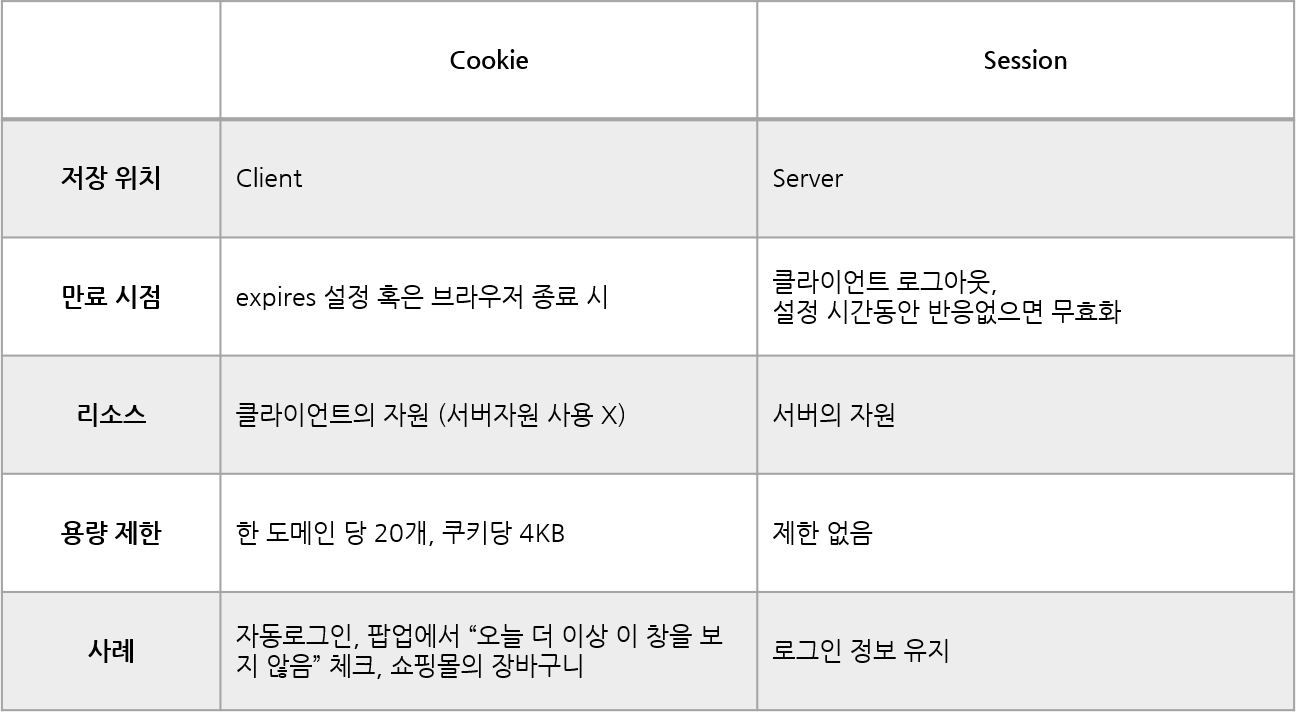 Cookie
Session
저장 위치
Client
Server
만료 시점
expires 설정 혹은 브라우저 종료 시
클라이언트 로그아웃,
설정 시간동안 반응없으면 무효화
리소스
클라이언트의 자원 (서버자원 사용 X)
서버의 자원
용량 제한
한 도메인 당 20개, 쿠키당 4KB
제한 없음
사례
자동로그인, 팝업에서 “오늘 더 이상 이 창을 보
지 않음” 체크, 쇼핑몰의 장바구니
로그인 정보 유지